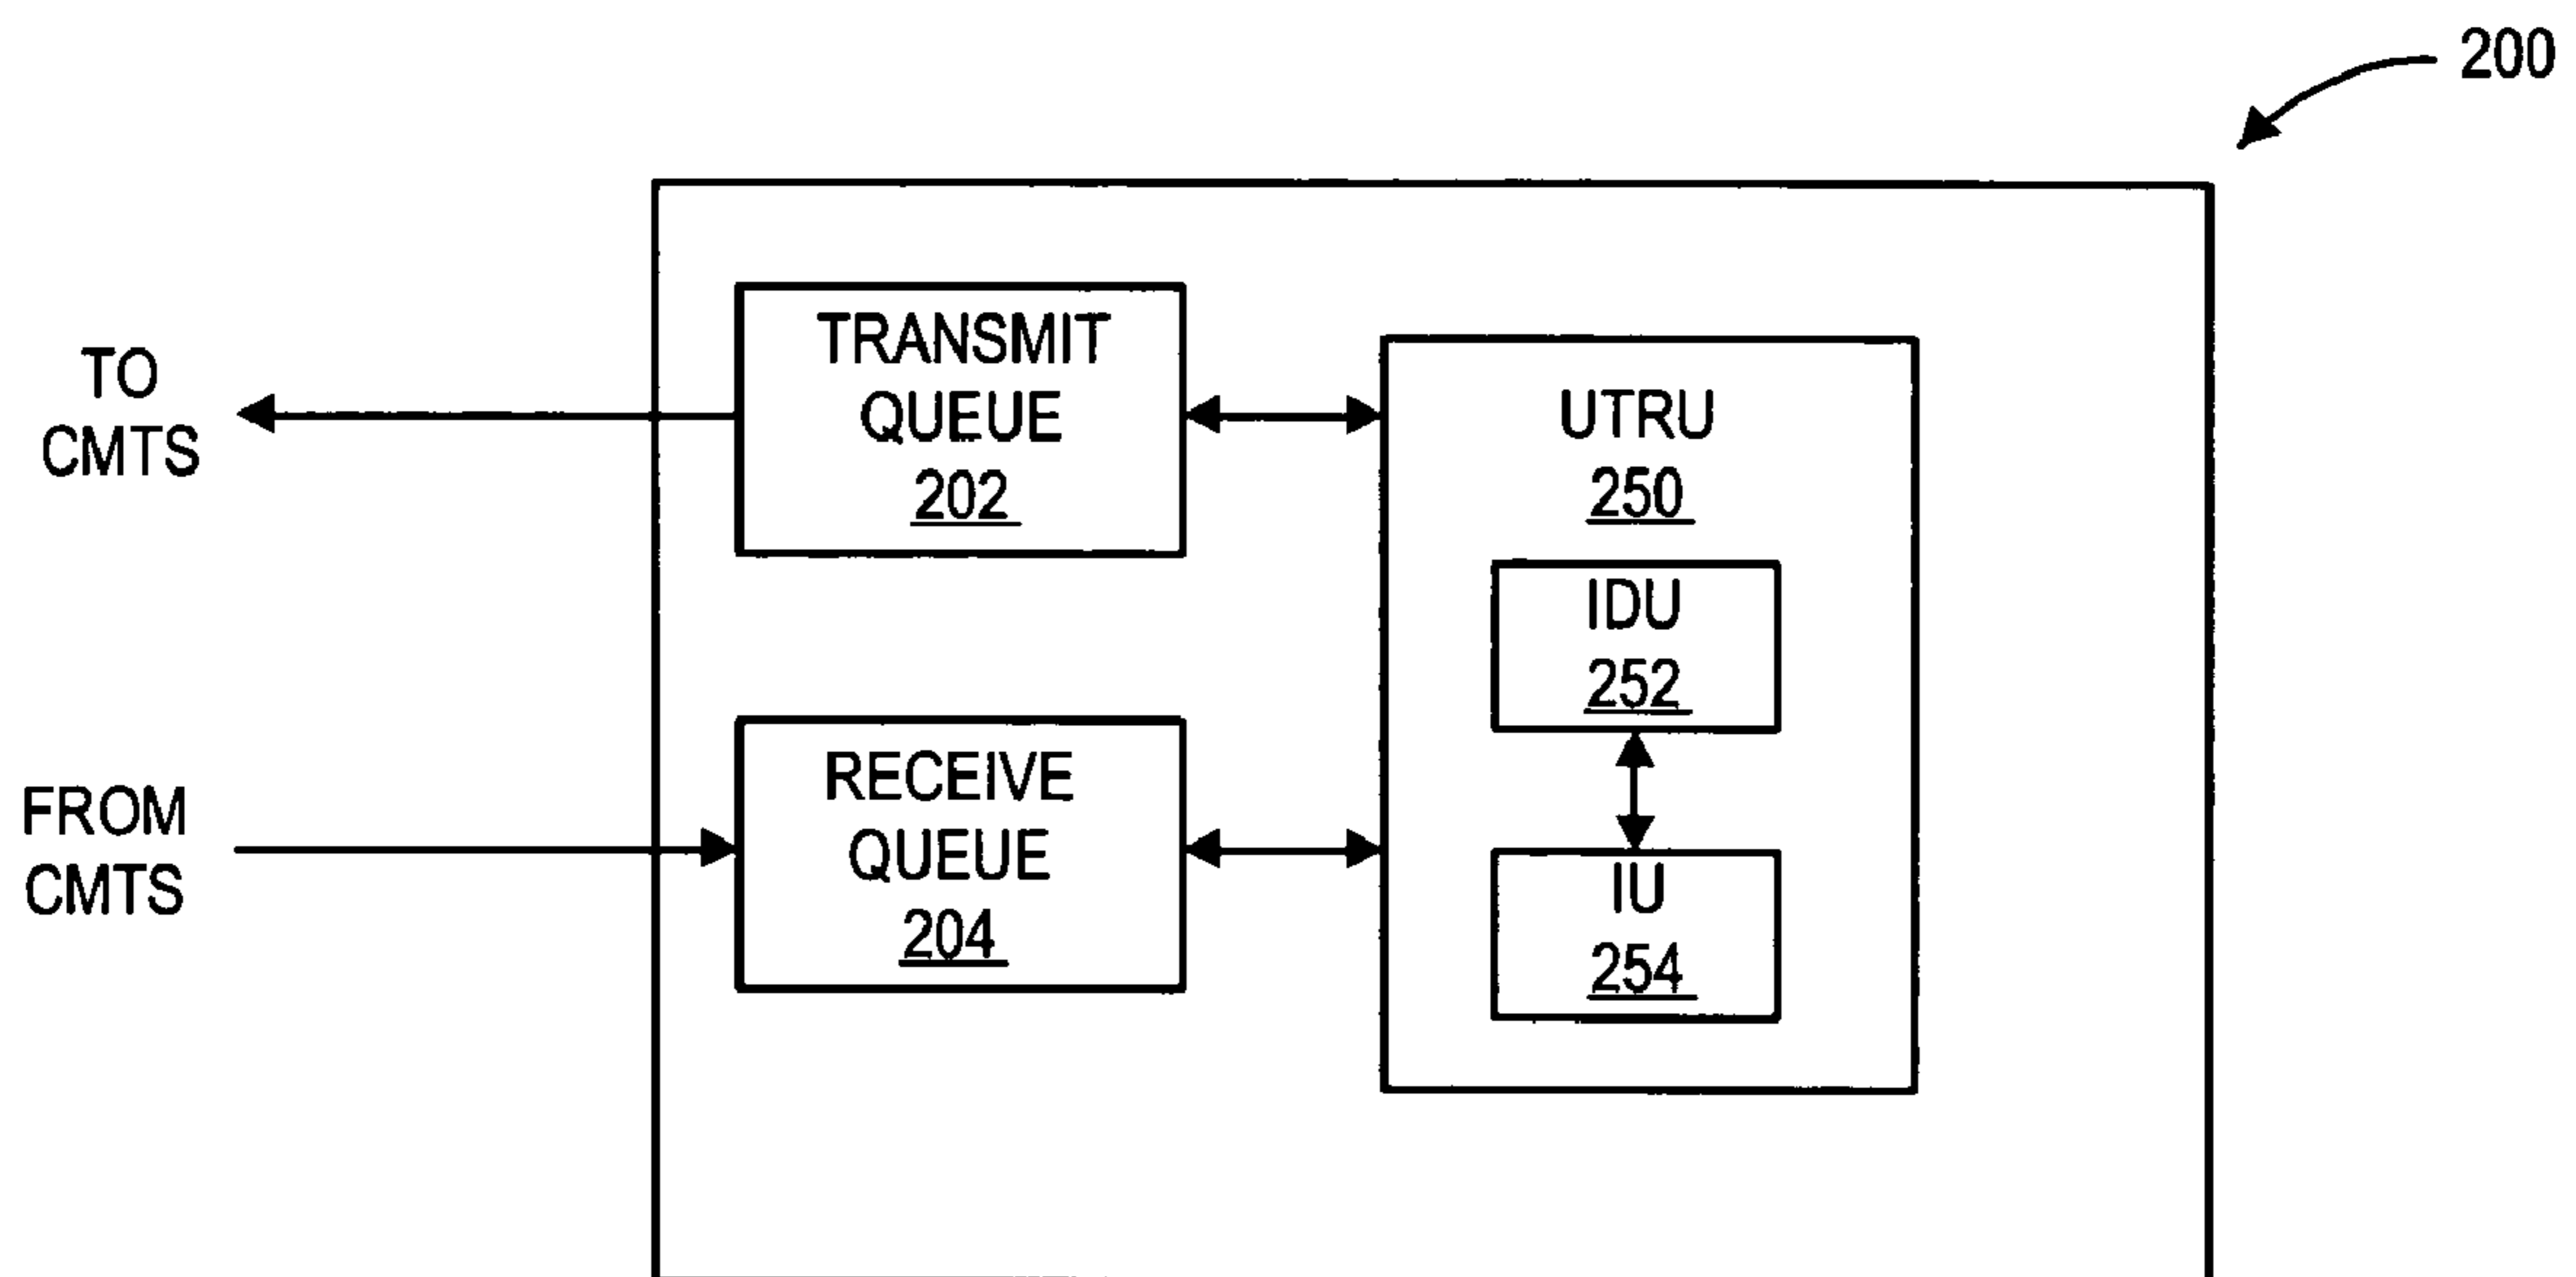 200
TO
CMTS
TRANSMIT
QUEUE
202
UTRU
250
IDU
252
FROM
CMTS
RECEIVE
QUEUE
204
IU
254